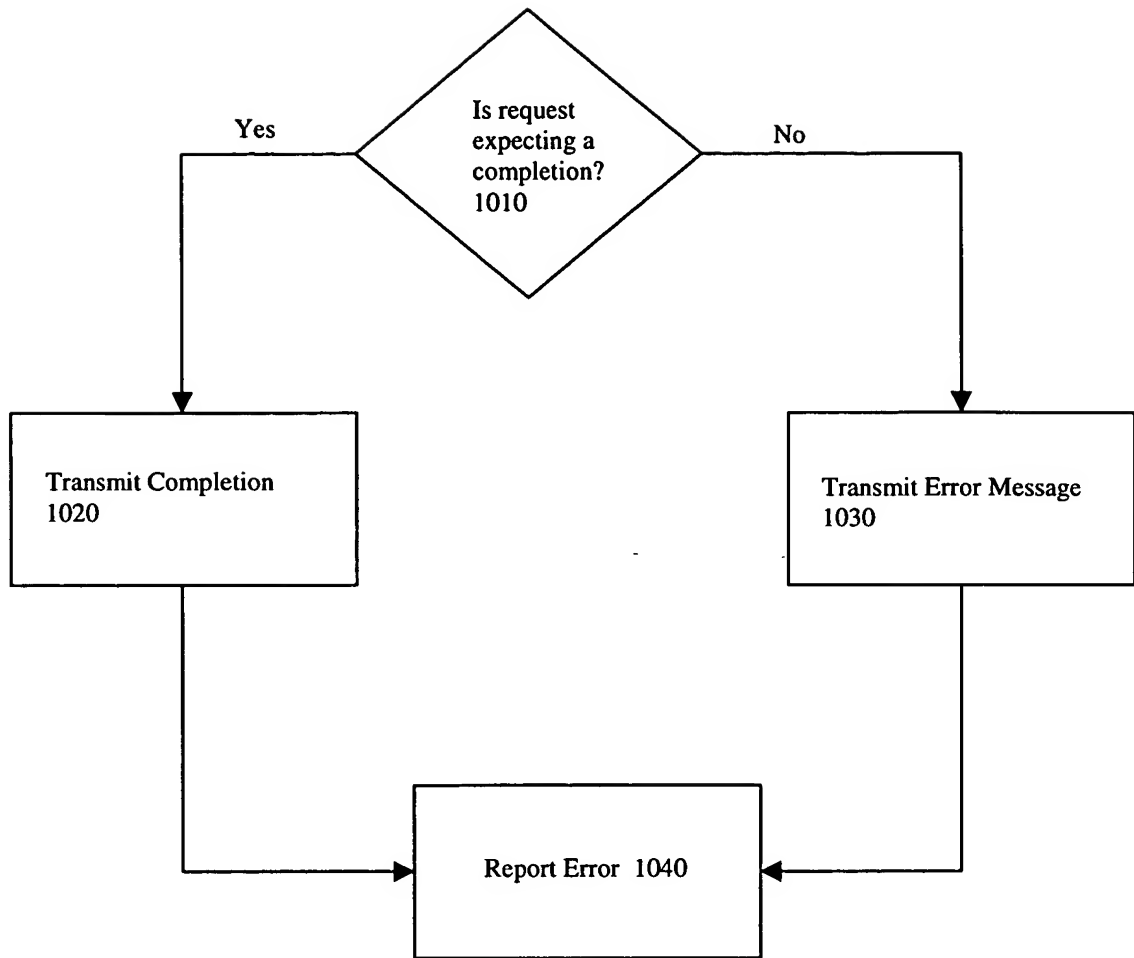 Is request
expecting a
completion?
1010
Yes
No
Transmit Completion
1020
Transmit Error Message
1030
Report Error 1040